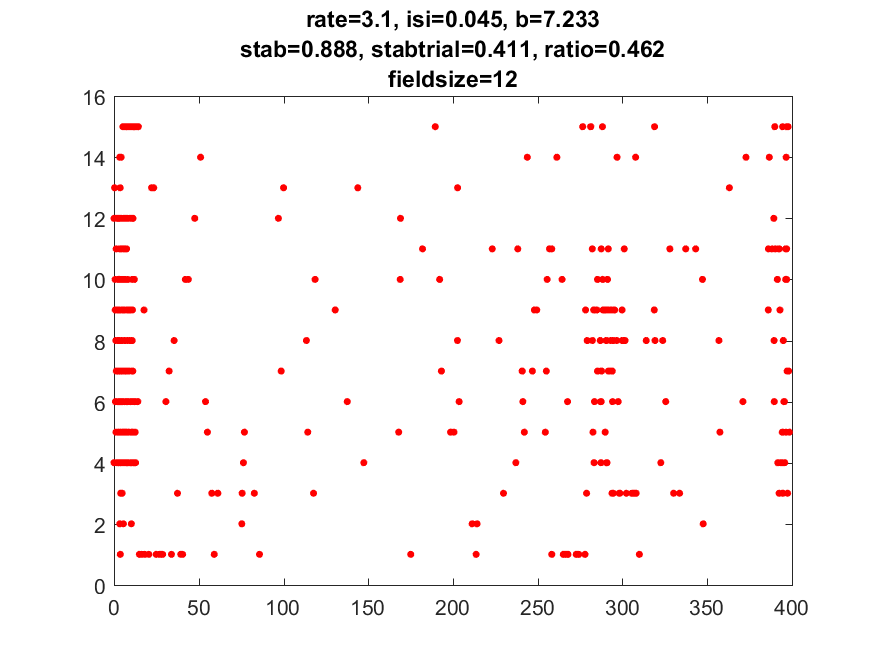 rate=3.1, isi=0.045, b=7.233
stab=0.888, stabtrial=0.411, ratio=0.462
fieldsize=12
16
14
12
10
8
6
4
2
0
0 50 100 150 200 250 300 350 400